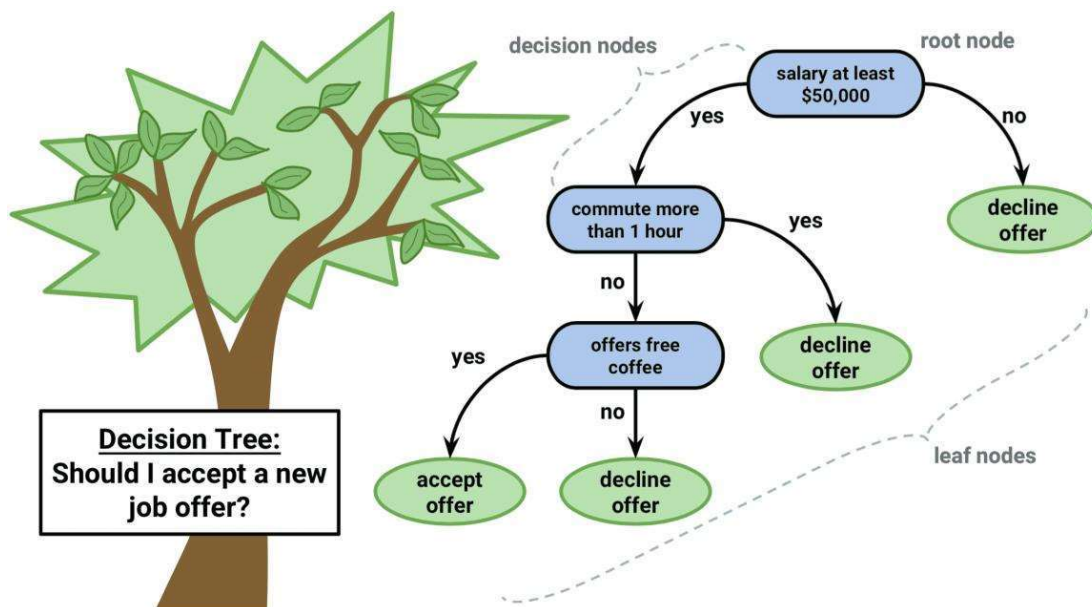 decision nodes
root node
salary at least
$50,000
yes
no
commute more
than 1 hour
yes
decline
offer
no
offers free
coffee
decline
offer
yes
no
Decision Tree:
Should I accept a new
job offer?
accept
offer
decline
offer
leaf nodes